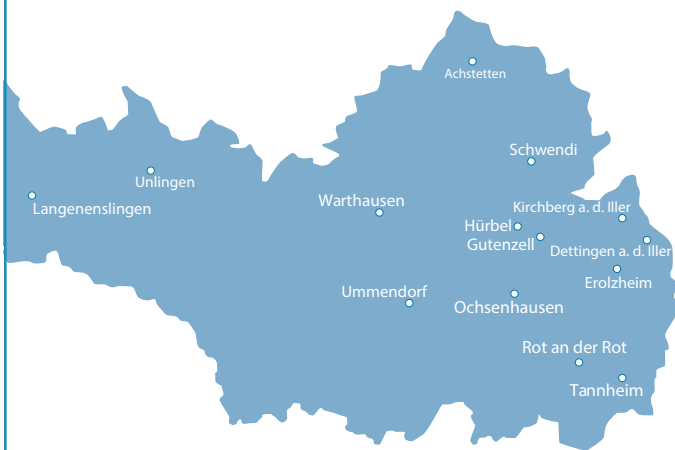 Achstetten
Schwendi
Unlingen
Langenenslingen
Warthausen
Kirchberg a. d. Iller
Hürbel
Gutenzell
Dettingen a. d. Iller
Erolzheim
Ummendorf
Ochsenhausen
Rot an der Rot
Tannheim